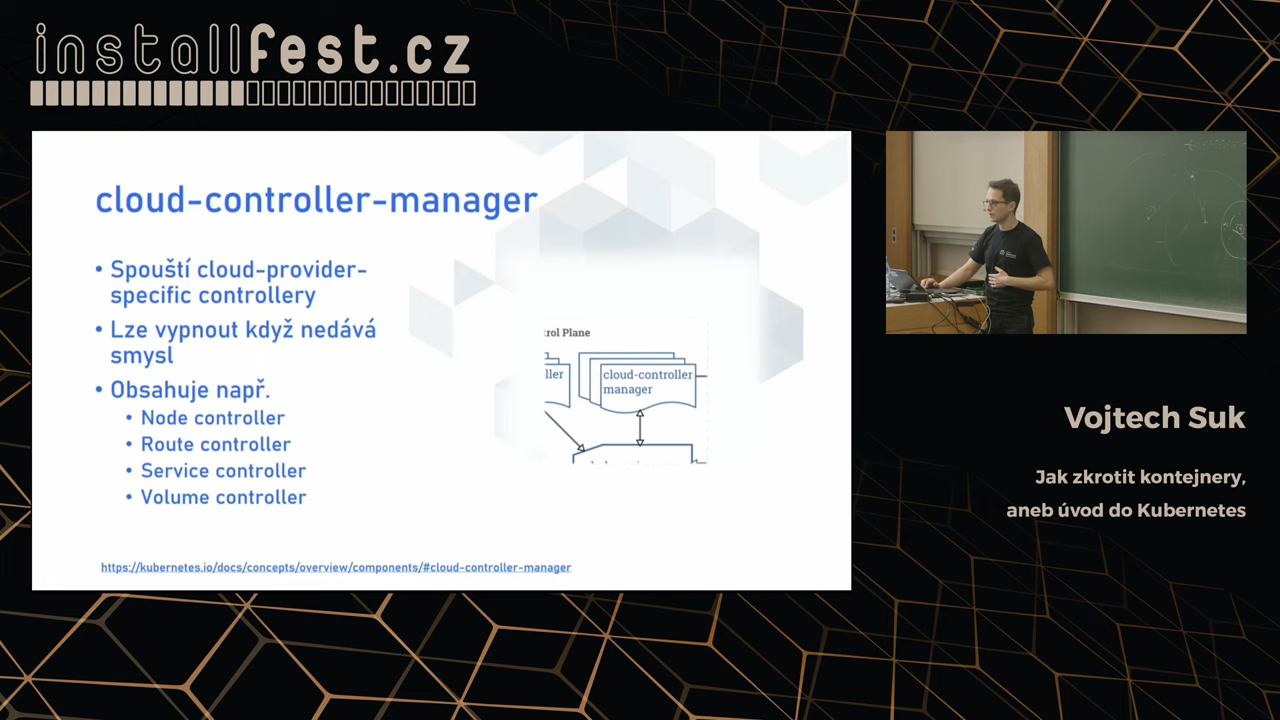 installfest.cz
cloud-controller-manager
• Spouští cloud-provider-
specific controllery
• Lze vypnout když nedává
smysl
• Obsahuje např.
• Node controller
• Route controller
• Service controller
• Volume controller
trol Plane
ller
cloud-controller
manager
https://kubernetes.io/docs/concepts/overview/components/#cloud-controller-manager
Vojtech Suk
Jak zkrotit kontejnery,
aneb úvod do Kubernetes